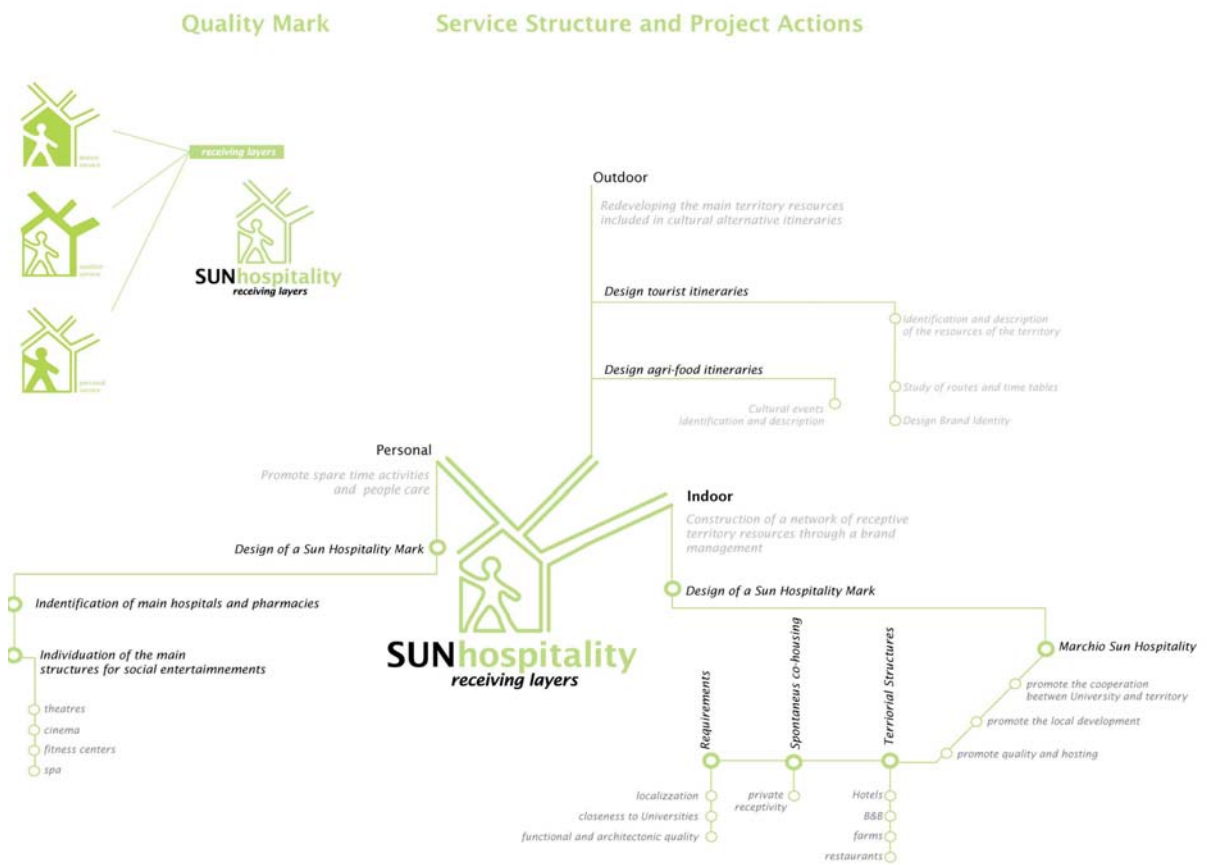 Quality Mark
Service Structure and Project Actions
indoor
service
receiving layers
outdoor
service
SUNhospitality
receiving layers
personal
service
Outdoor
Redeveloping the main territory resources
included in cultural alternative itineraries
Design tourist itineraries
Identification and description
of the resources of the territory
Design agri-food itineraries
Study of routes and time tables
Cultural events
identification and description
Design Brand Identity
Personal
Promote spare time activities
and people care
Design of a Sun Hospitality Mark
Indentification of main hospitals and pharmacies
Individuation of the main
structures for social entertaimnements
theatres
cinema
fitness centers
spa
SUNhospitality
receiving layers
Indoor
Construction of a network of receptive
territory resources through a brand
management
Design of a Sun Hospitality Mark
Marchio Sun Hospitality
promote the cooperation
beetwen University and territory
promote the local development
promote quality and hosting
Requirements
Spontaneus co-housing
Terriorial Structures
localizzation
closeness to Universities
functional and architectonic quality
private
receptivity
Hotels
B&B
farms
restaurants